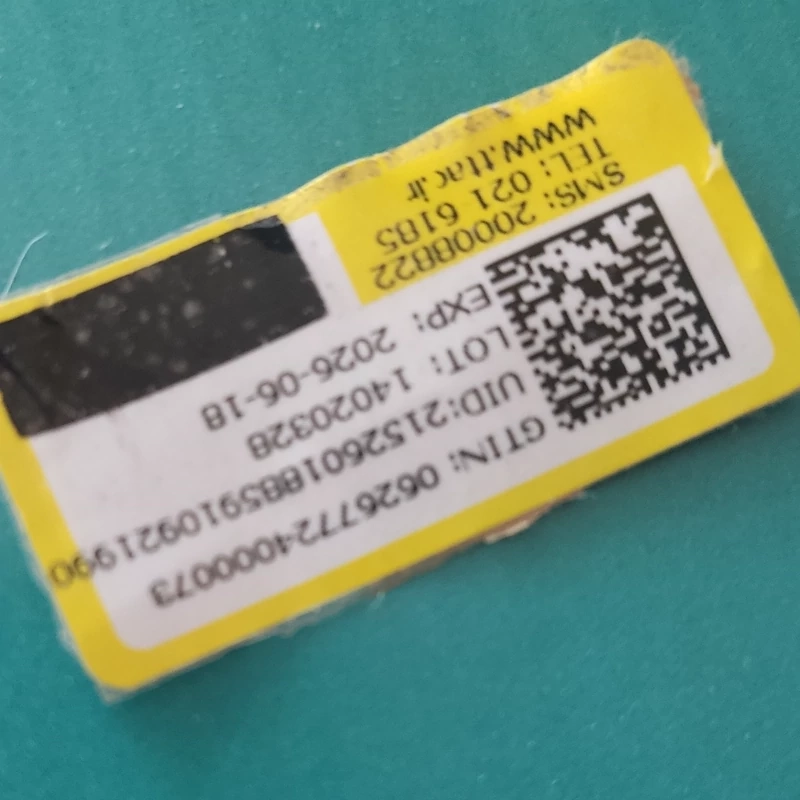 GTIN: 06267724000073
UID:2152601885910921990
LOT: 14020328
EXP: 2026-06-18
SMS: 20008822
TEL: 021 6185
www.ttac.ir